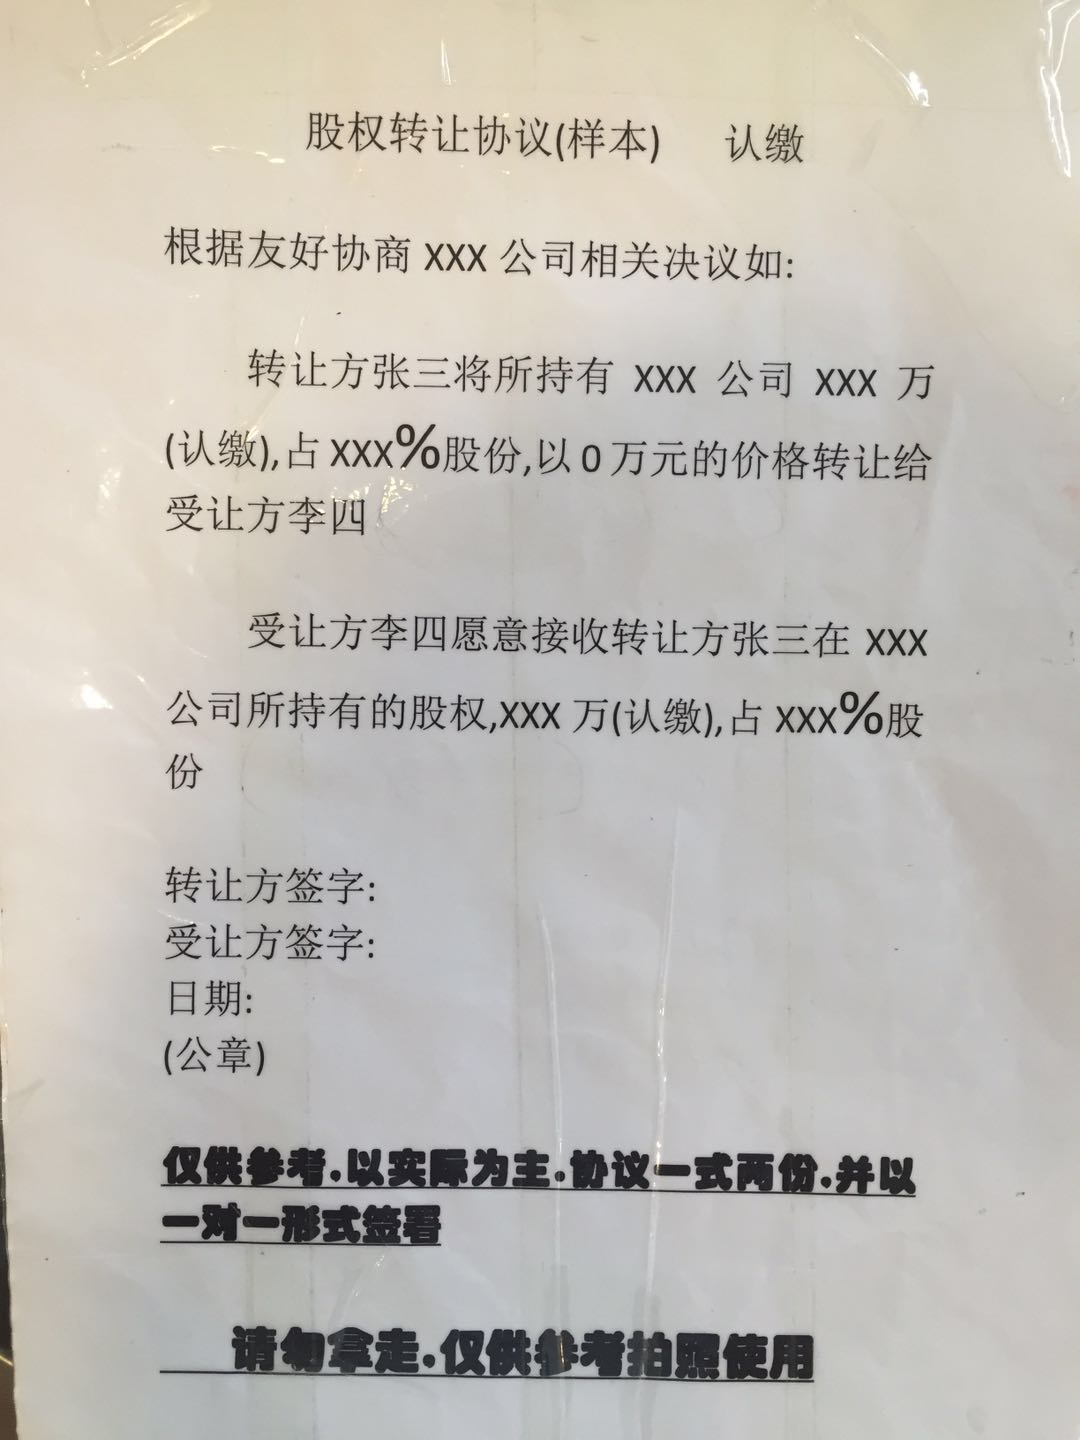 股权转让协议(样本) 认缴
根据友好协商 XXX 公司相关决议如:
转让方张三将所持有 XXX 公司 XXX 万
(认缴),占 XXX%股份,以 0 万元的价格转让给
受让方李四
受让方李四愿意接收转让方张三在 XXX
公司所持有的股权,XXX 万(认缴),占 XXX%股
份
转让方签字:
受让方签字:
日期:
(公章)
仅供参考.以实际为主.协议一式两份.并以
一对一形式签署
请勿拿走.仅供参考拍照使用